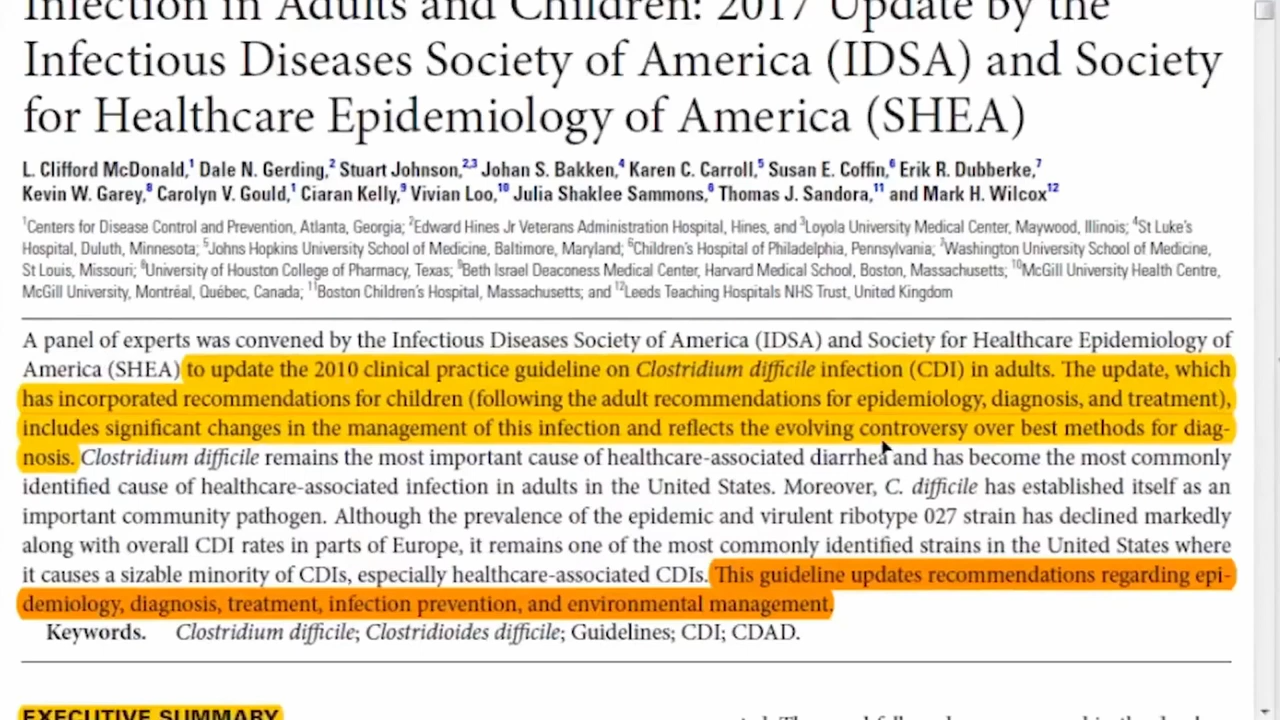 Infection in Adults and Children: 2017 Update by the
Infectious Diseases Society of America (IDSA) and Society
for Healthcare Epidemiology of America (SHEA)
L. Clifford McDonald,1 Dale N. Gerding,2 Stuart Johnson,2,3 Johan S. Bakken,4 Karen C. Carroll,5 Susan E. Coffin,6 Erik R. Dubberke,7
Kevin W. Garey,8 Carolyn V. Gould,1 Ciaran Kelly,9 Vivian Loo,10 Julia Shaklee Sammons,6 Thomas J. Sandora,11 and Mark H. Wilcox12
1Centers for Disease Control and Prevention, Atlanta, Georgia; 2Edward Hines Jr Veterans Administration Hospital, Hines, and 3Loyola University Medical Center, Maywood, Illinois; 4St Luke's
Hospital, Duluth, Minnesota; 5Johns Hopkins University School of Medicine, Baltimore, Maryland; 6Children's Hospital of Philadelphia, Pennsylvania; 7Washington University School of Medicine,
St Louis, Missouri; 8University of Houston College of Pharmacy, Texas; 9Beth Israel Deaconess Medical Center, Harvard Medical School, Boston, Massachusetts; 10McGill University Health Centre,
McGill University, Montréal, Québec, Canada; 11Boston Children's Hospital, Massachusetts; and 12Leeds Teaching Hospitals NHS Trust, United Kingdom
A panel of experts was convened by the Infectious Diseases Society of America (IDSA) and Society for Healthcare Epidemiology of
America (SHEA) to update the 2010 clinical practice guideline on Clostridium difficile infection (CDI) in adults. The update, which
has incorporated recommendations for children (following the adult recommendations for epidemiology, diagnosis, and treatment),
includes significant changes in the management of this infection and reflects the evolving controversy over best methods for diag-
nosis. Clostridium difficile remains the most important cause of healthcare-associated diarrhea and has become the most commonly
identified cause of healthcare-associated infection in adults in the United States. Moreover, C. difficile has established itself as an
important community pathogen. Although the prevalence of the epidemic and virulent ribotype 027 strain has declined markedly
along with overall CDI rates in parts of Europe, it remains one of the most commonly identified strains in the United States where
it causes a sizable minority of CDIs, especially healthcare-associated CDIs. This guideline updates recommendations regarding epi-
demiology, diagnosis, treatment, infection prevention, and environmental management.
Keywords. Clostridium difficile; Clostridioides difficile; Guidelines; CDI; CDAD.
EXECUTIVE SUMMARY